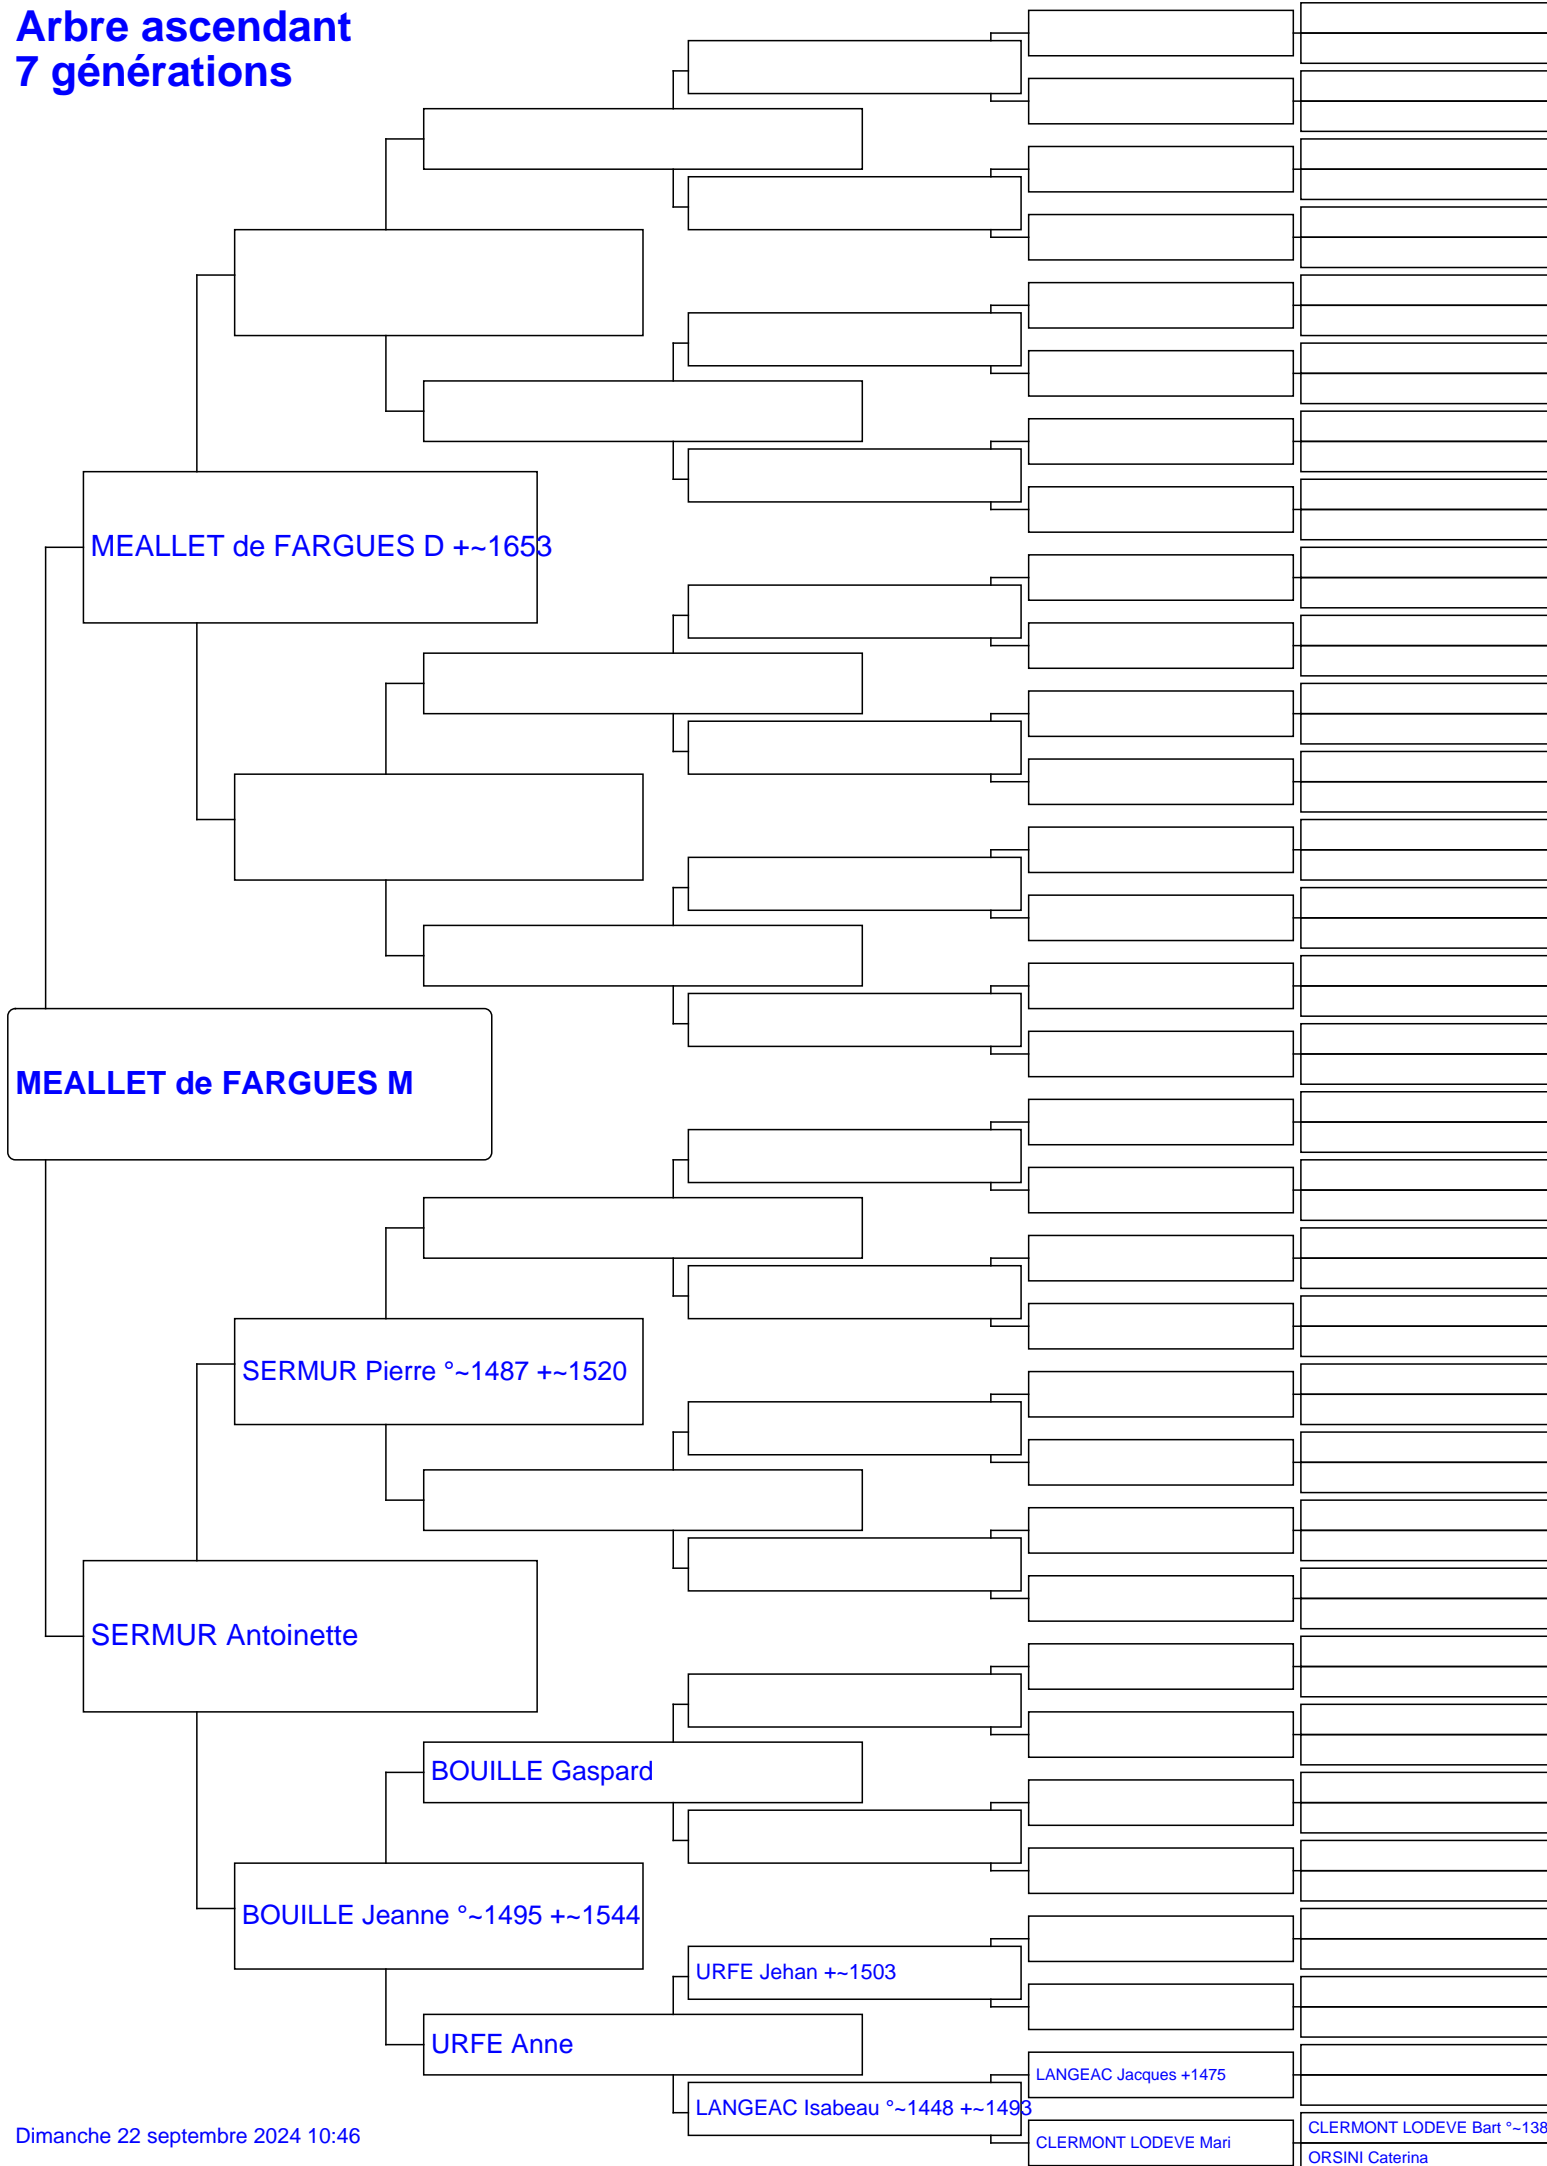 Arbre ascendant
7 générations
MEALLET de FARGUES D +~1653
MEALLET de FARGUES M
SERMUR Pierre °~1487 +~1520
SERMUR Antoinette
BOUILLE Gaspard
BOUILLE Jeanne °~1495 +~1544
URFE Jehan +~1503
URFE Anne
LANGEAC Jacques +1475
LANGEAC Isabeau °~1448 +~1493
CLERMONT LODEVE Bart °~138
CLERMONT LODEVE Mari
ORSINI Caterina
Dimanche 22 septembre 2024 10:46